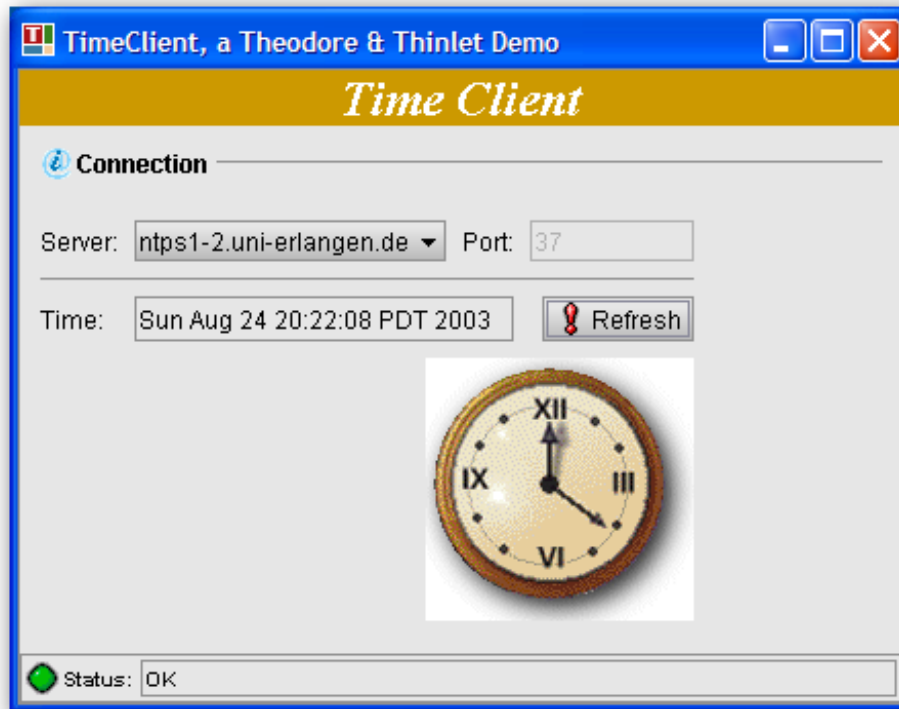 TimeClient, a Theodore & Thinlet Demo
Time Client
Connection
Server: ntps1-2.uni-erlangen.de Port: 37
Time: Sun Aug 24 20:22:08 PDT 2003 Refresh
XII
IX III
VI
Status: OK